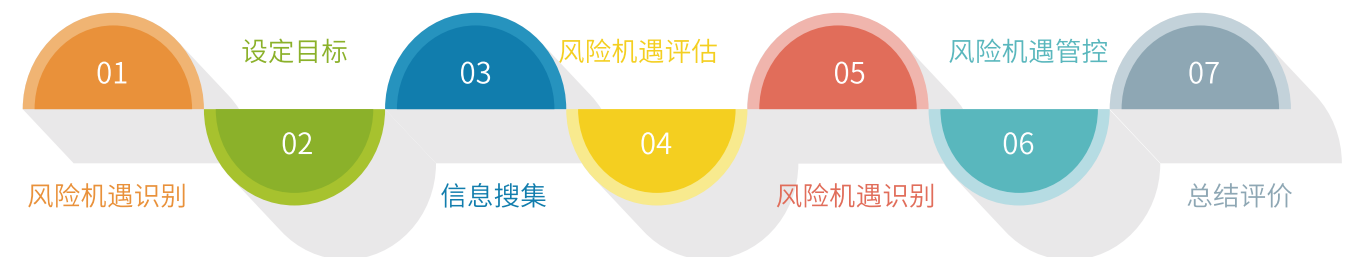 01
风险机遇识别
设定目标
02
03
信息搜集
风险机遇评估
04
05
风险机遇识别
风险机遇管控
06
07
总结评价